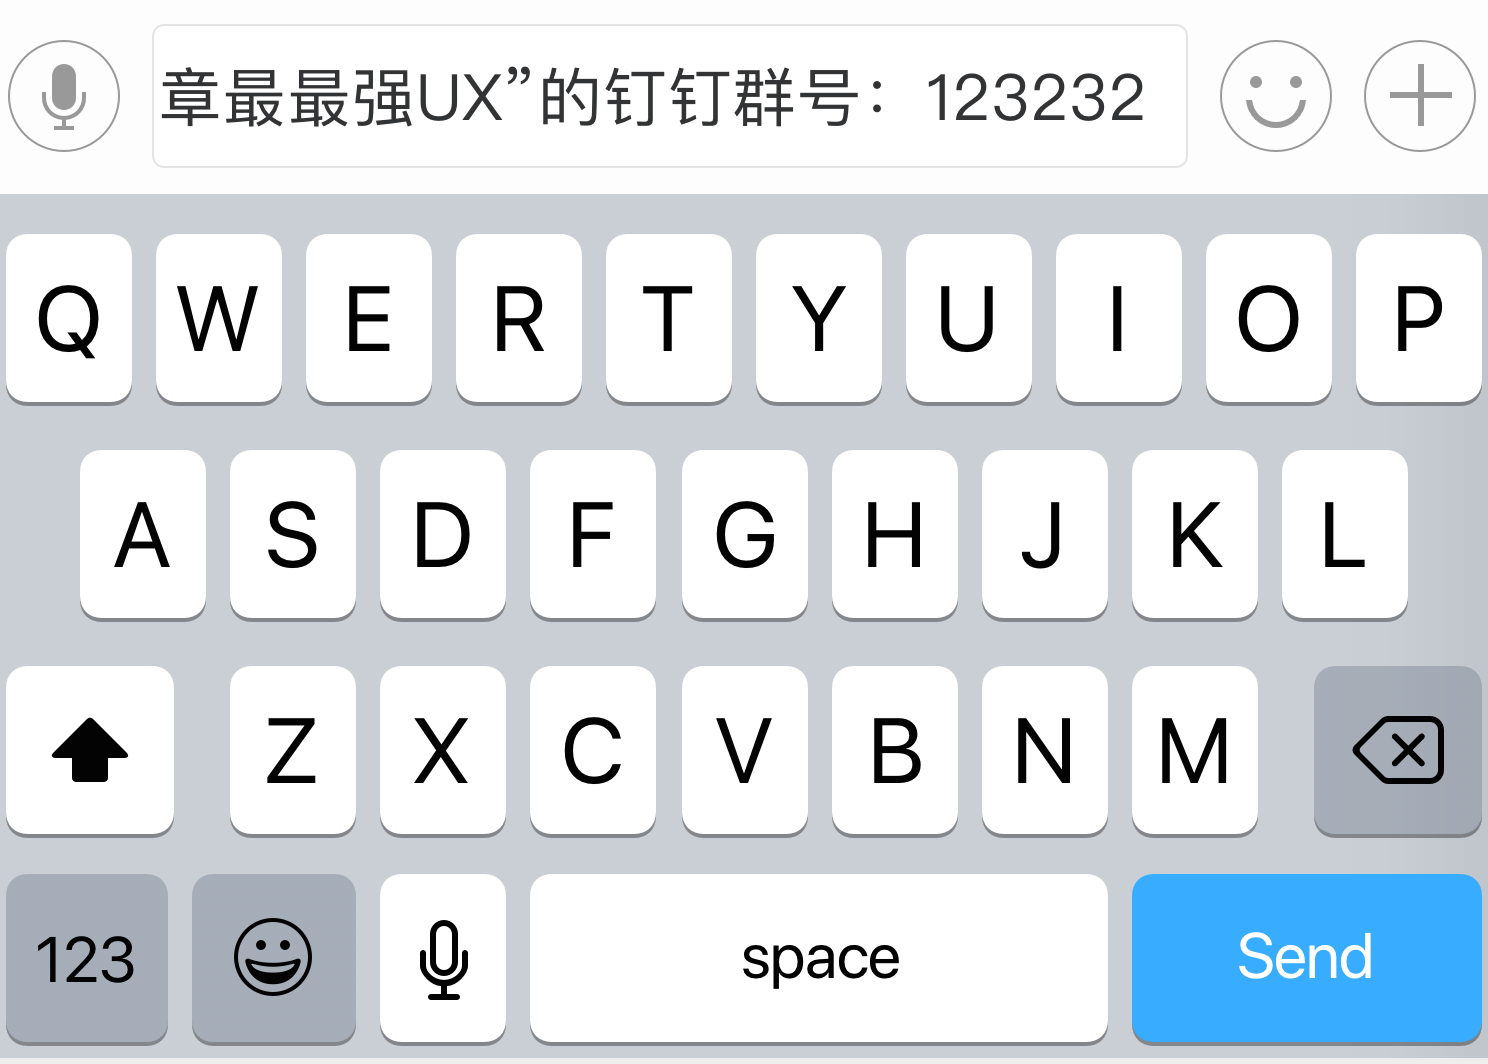 章最最强UX”的钉钉群号：123232
Q W E R T Y U I O P
A S D F G H J K L
Z X C V B N M
123 space Send